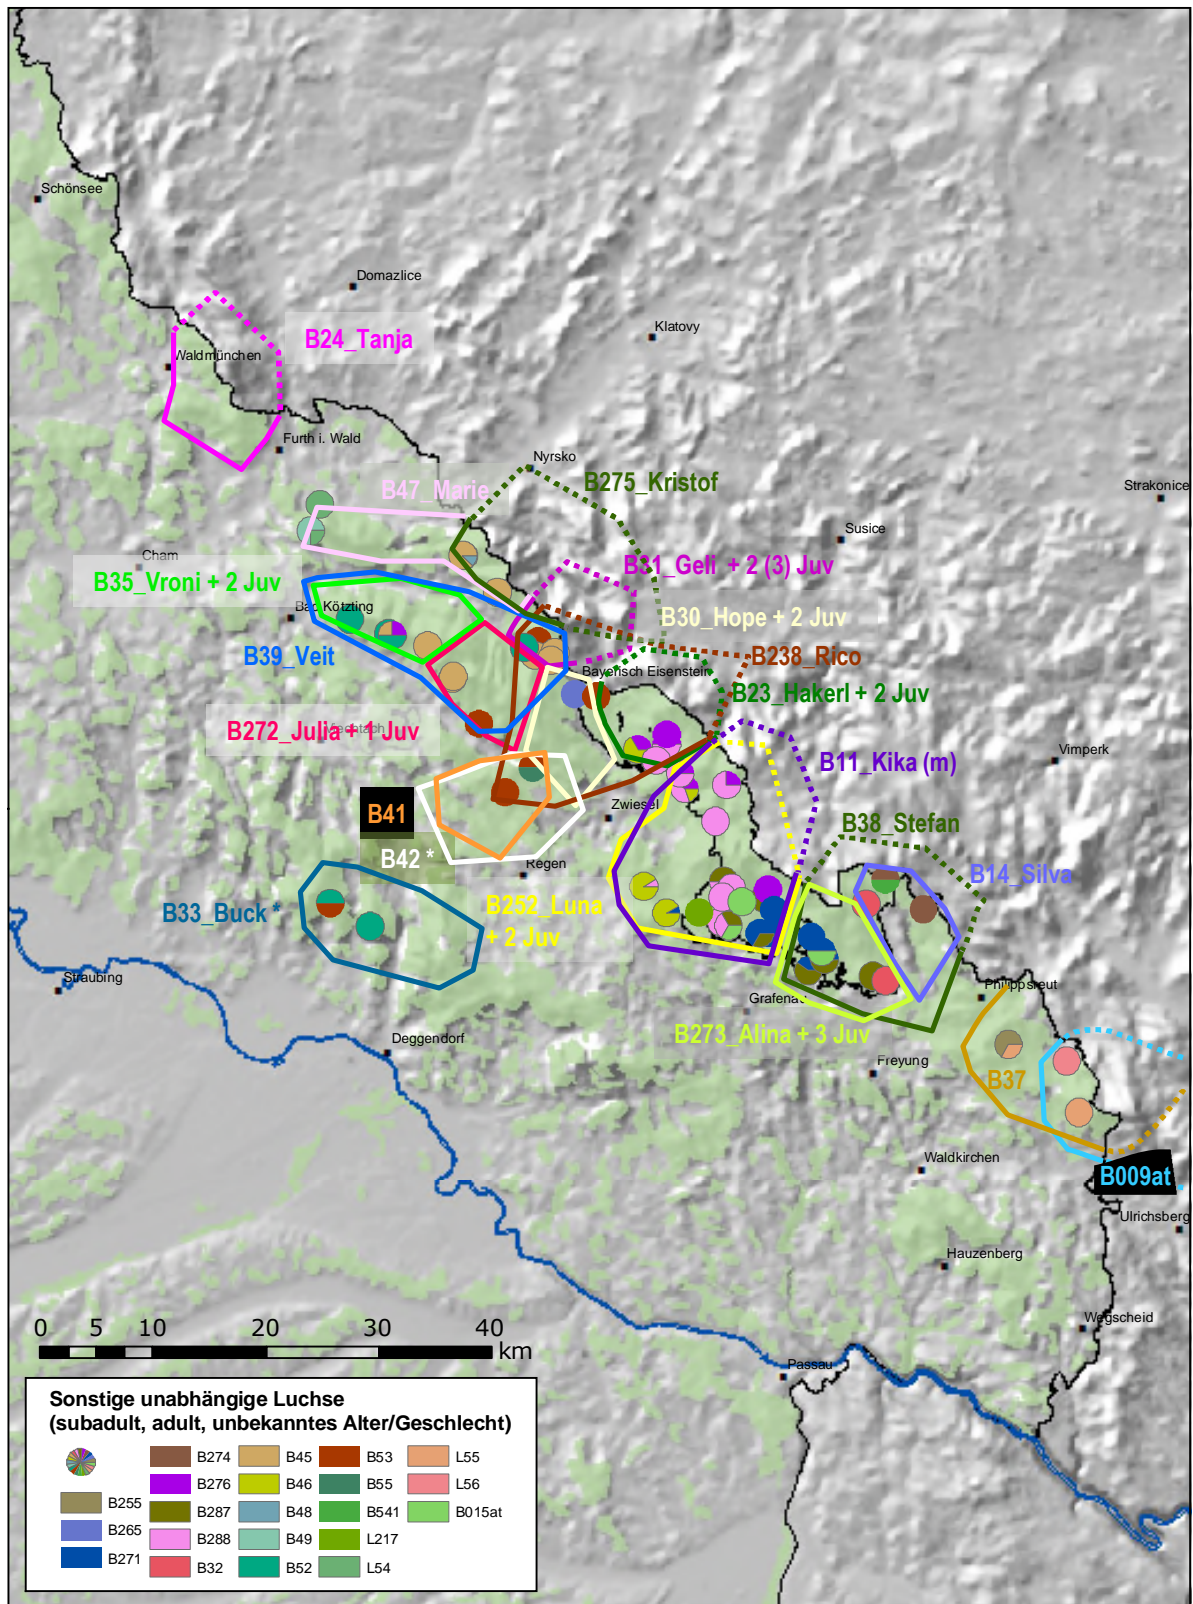 Schönsee
Domazlice
Klatovy
B24_Tanja
Waldmünchen
Furth i. Wald
Nyrsko
B275_Kristof
B47_Marie
Strakonice
Susice
Cham
B35_Vroni + 2 Juv
B31_Geli + 2 (3) Juv
Bad Kötzting
B30_Hope + 2 Juv
B39_Veit
B238_Rico
Bayerisch Eisenstein
B23_Hakerl + 2 Juv
B272_Julia + 1 Juv
Vimperk
B11_Kika (m)
B41
Zwiesel
B38_Stefan
B42 *
Regen
B14_Silva
B33_Buck *
B252_Luna
+ 2 Juv
Straubing
Philippsreut
Grafenau
B273_Alina + 3 Juv
Deggendorf
Freyung
B37
Waldkirchen
B009at
Ulrichsberg
Hauzenberg
Wegscheid
0 5 10 20 30 40
km
Passau
Sonstige unabhängige Luchse
(subadult, adult, unbekanntes Alter/Geschlecht)
B255
B265
B271
B274
B276
B287
B288
B32
B45
B46
B48
B49
B52
B53
B55
B541
L217
L54
L55
L56
B015at